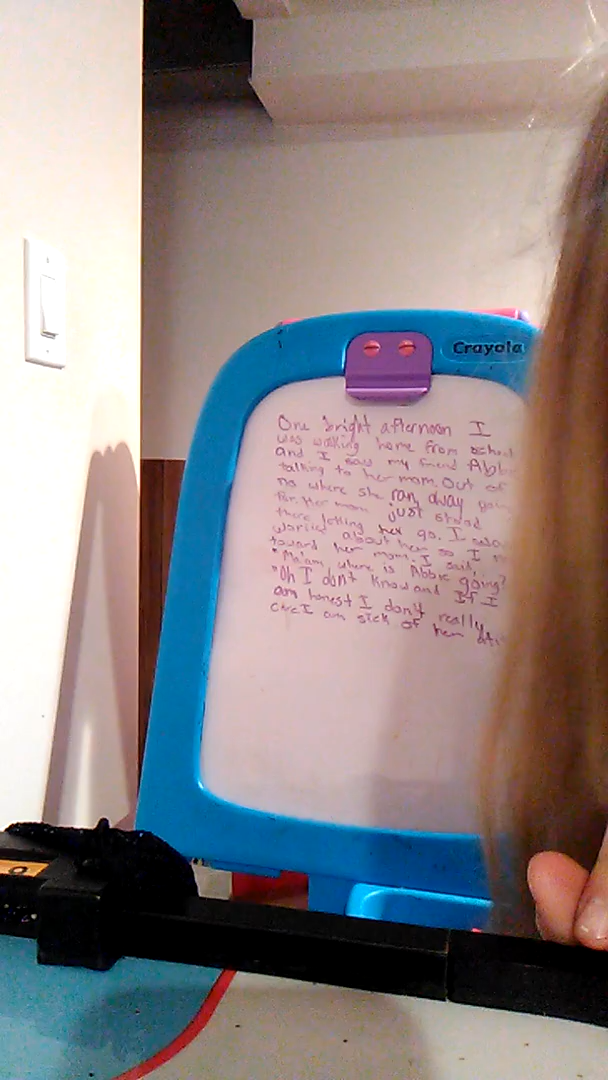 Crayola
One bright afternoon I
was walking home from school
and I saw my friend Abbie
talking to her mom. Out of
no where she ran away
far. Her mom just stood
there letting her go. I was
worried about her so I
toward her mom. I said,
"Ma'am, where is Abbie going?
"Oh I don't know and If I
am honest I don't really
care I am sick of her